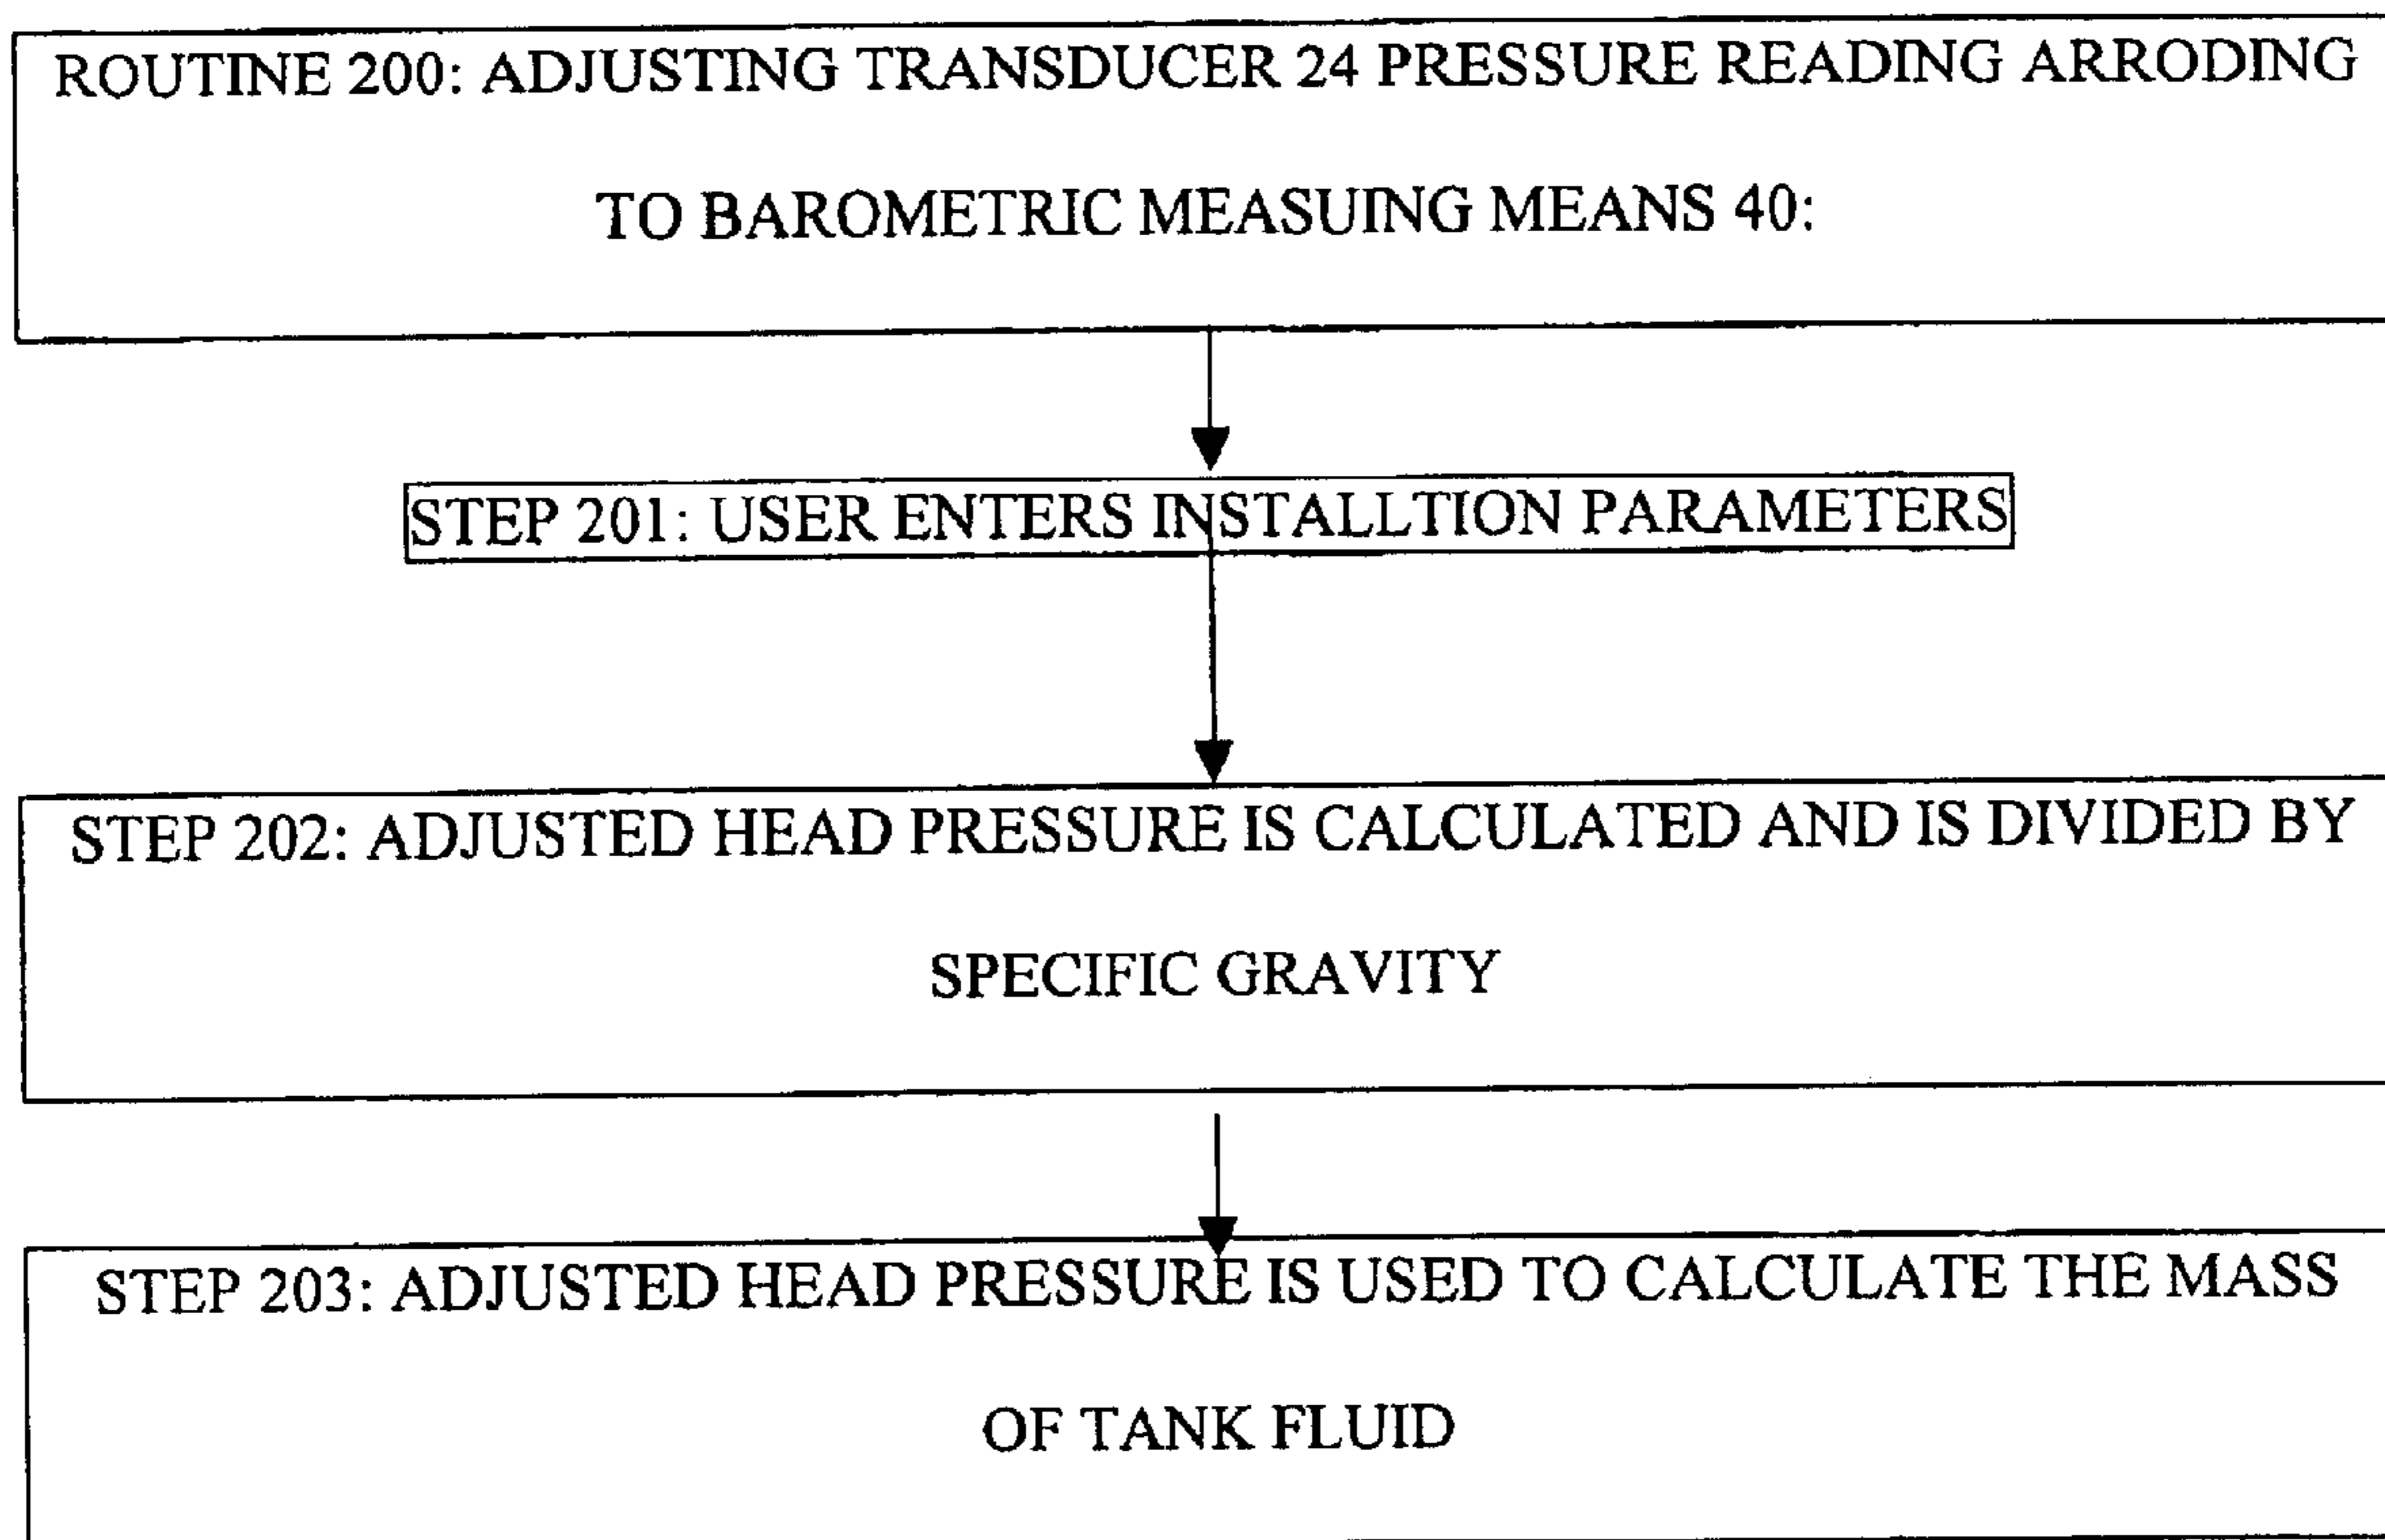 ROUTINE 200: ADJUSTING TRANSDUCER 24 PRESSURE READING ARRODING
TO BAROMETRIC MEASUING MEANS 40:
STEP 201: USER ENTERS INSTALLTION PARAMETERS
STEP 202: ADJUSTED HEAD PRESSURE IS CALCULATED AND IS DIVIDED BY
SPECIFIC GRAVITY
STEP 203: ADJUSTED HEAD PRESSURE IS USED TO CALCULATE THE MASS
OF TANK FLUID